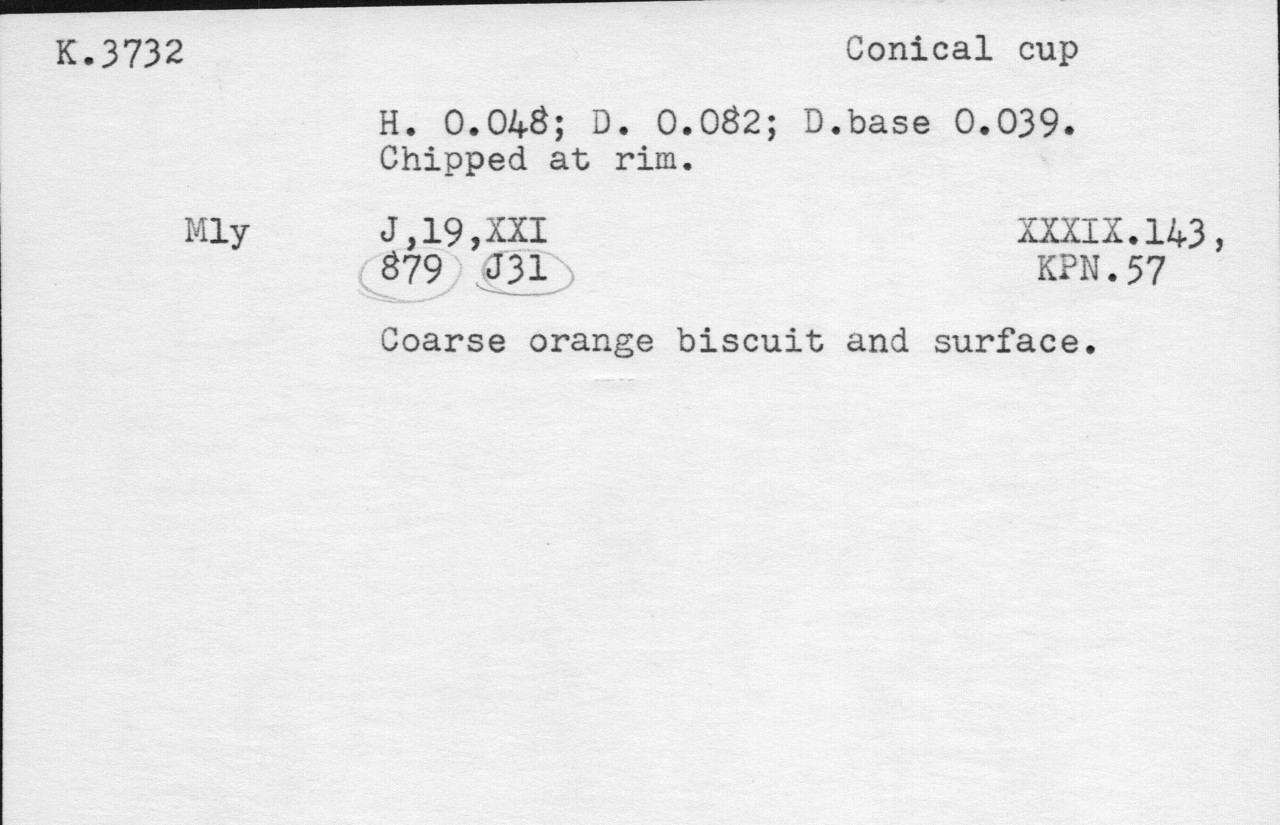 K.3732 Conical cup
H. 0.048; D. 0.082; D.base 0.039.
Chipped at rim.
Mly J,19,XXI XXXIX.143,
879 J31 KPN.57
Coarse orange biscuit and surface.